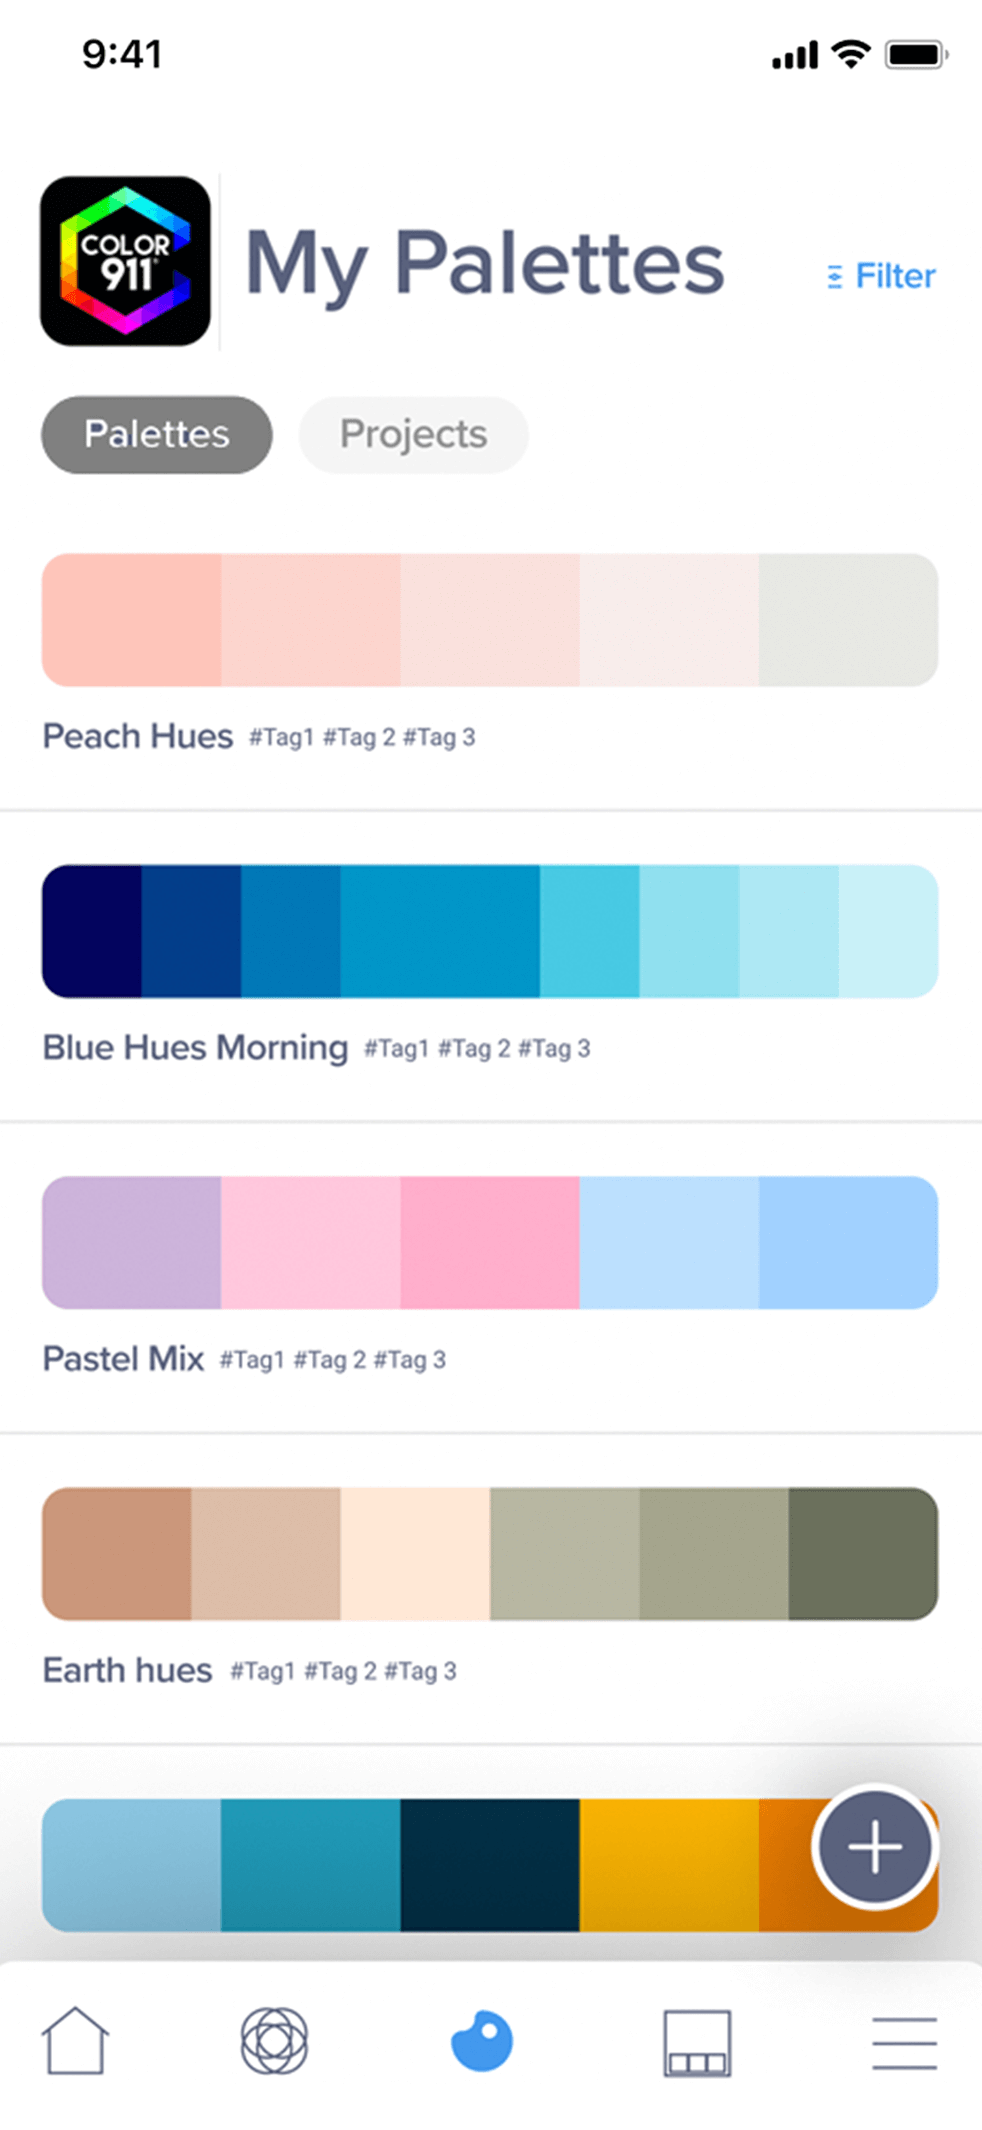 9:41
COLOR
911®
My Palettes
Filter
Palettes
Projects
Peach Hues #Tag1 #Tag 2 #Tag 3
Blue Hues Morning #Tag1 #Tag 2 #Tag 3
Pastel Mix #Tag1 #Tag 2 #Tag 3
Earth hues #Tag1 #Tag 2 #Tag 3